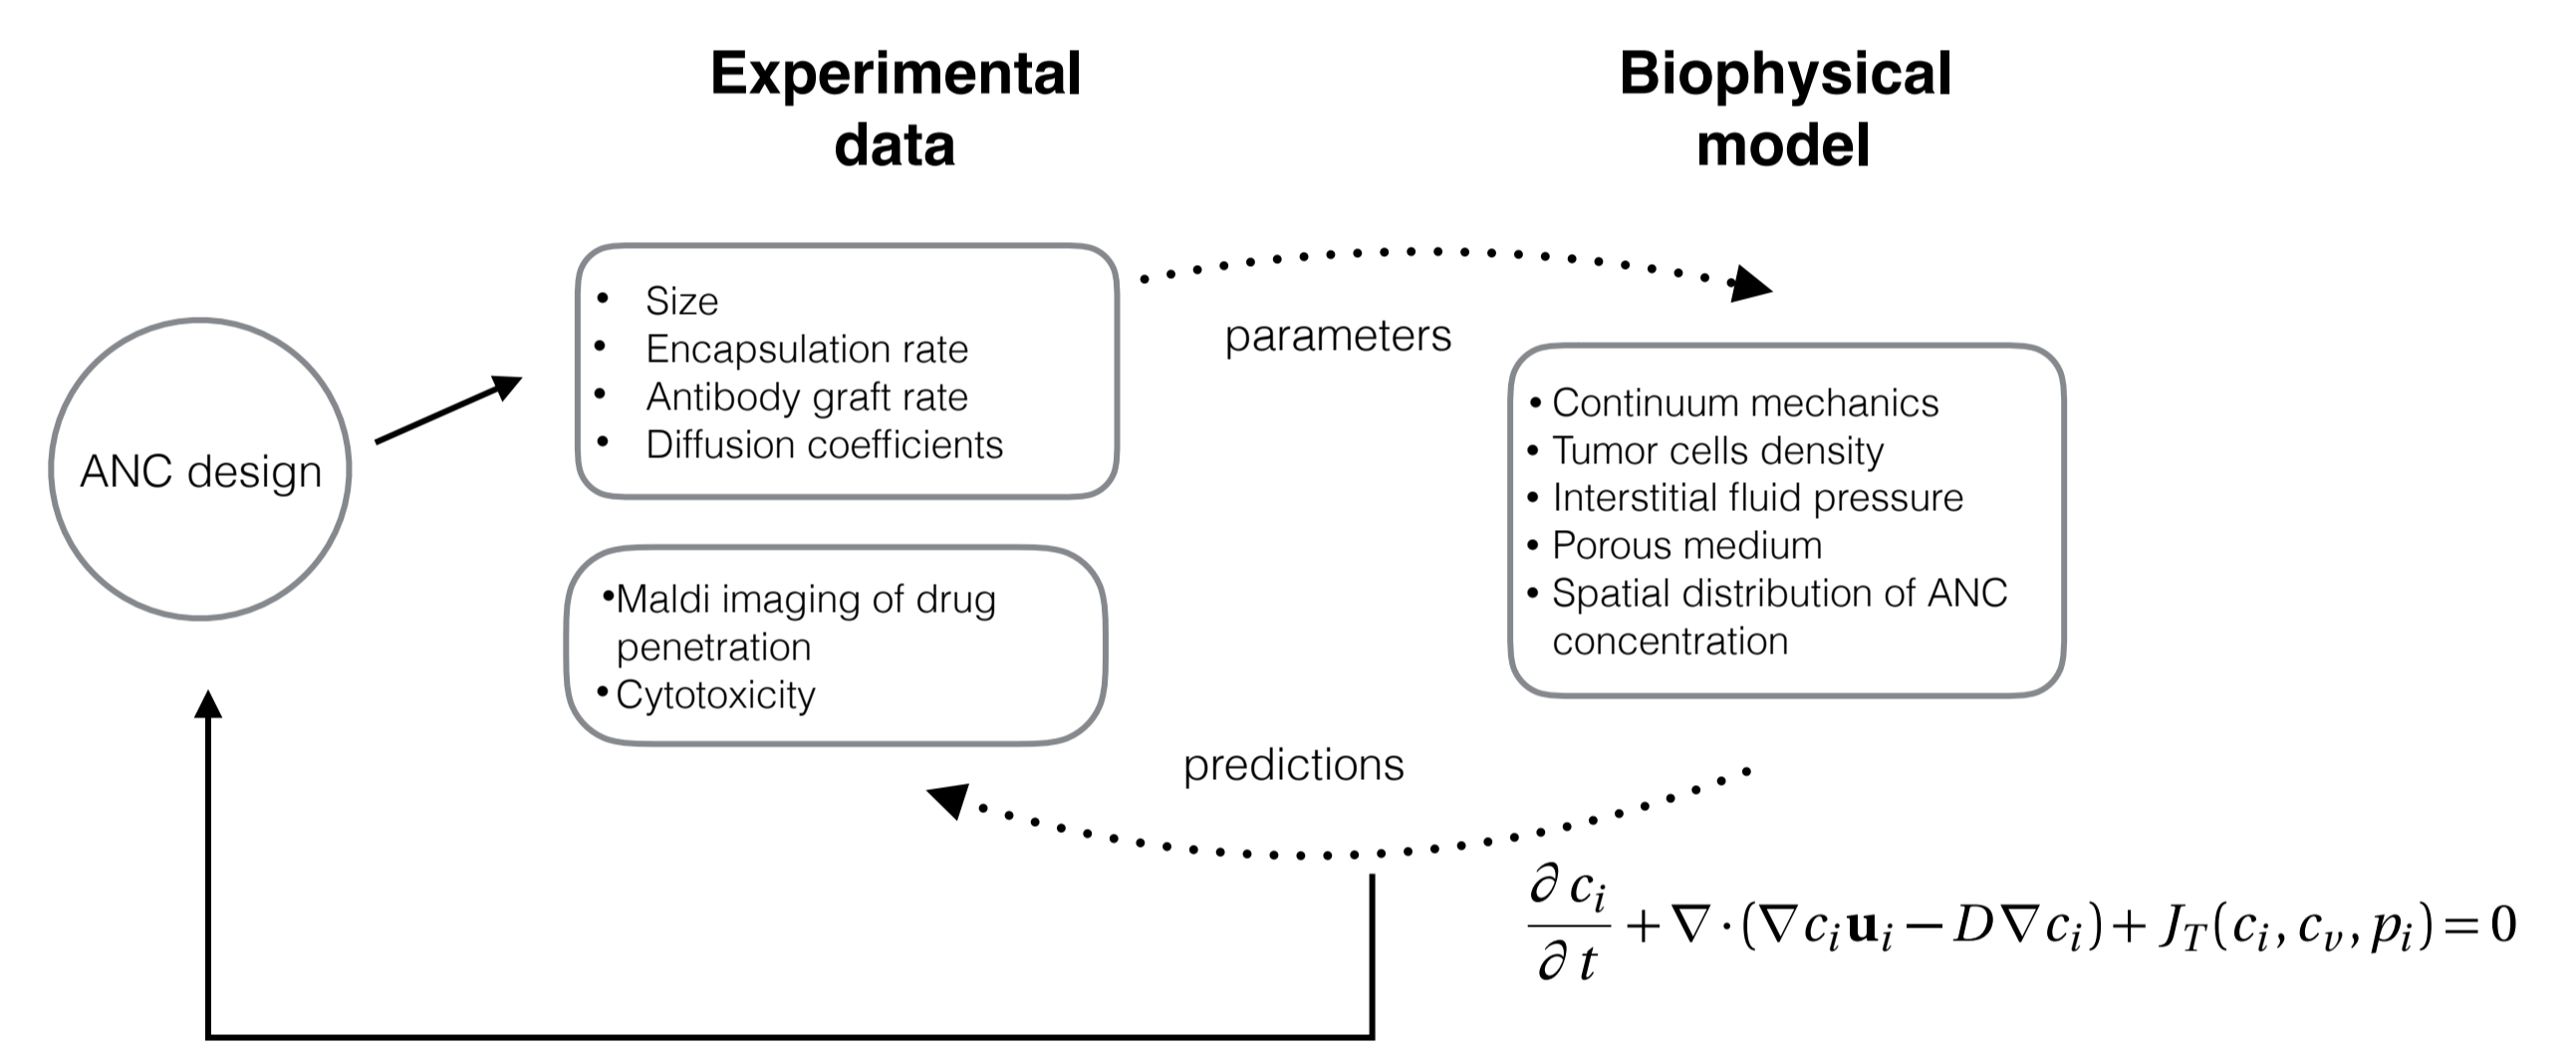 Experimental
data
Biophysical
model
ANC design
• Size
• Encapsulation rate
• Antibody graft rate
• Diffusion coefficients
parameters
• Continuum mechanics
• Tumor cells density
• Interstitial fluid pressure
• Porous medium
• Spatial distribution of ANC
concentration
•Maldi imaging of drug
penetration
•Cytotoxicity
predictions
∂c_i/∂t + ∇·(∇c_i**u**_i − D∇c_i) + J_T(c_i, c_v, p_i) = 0